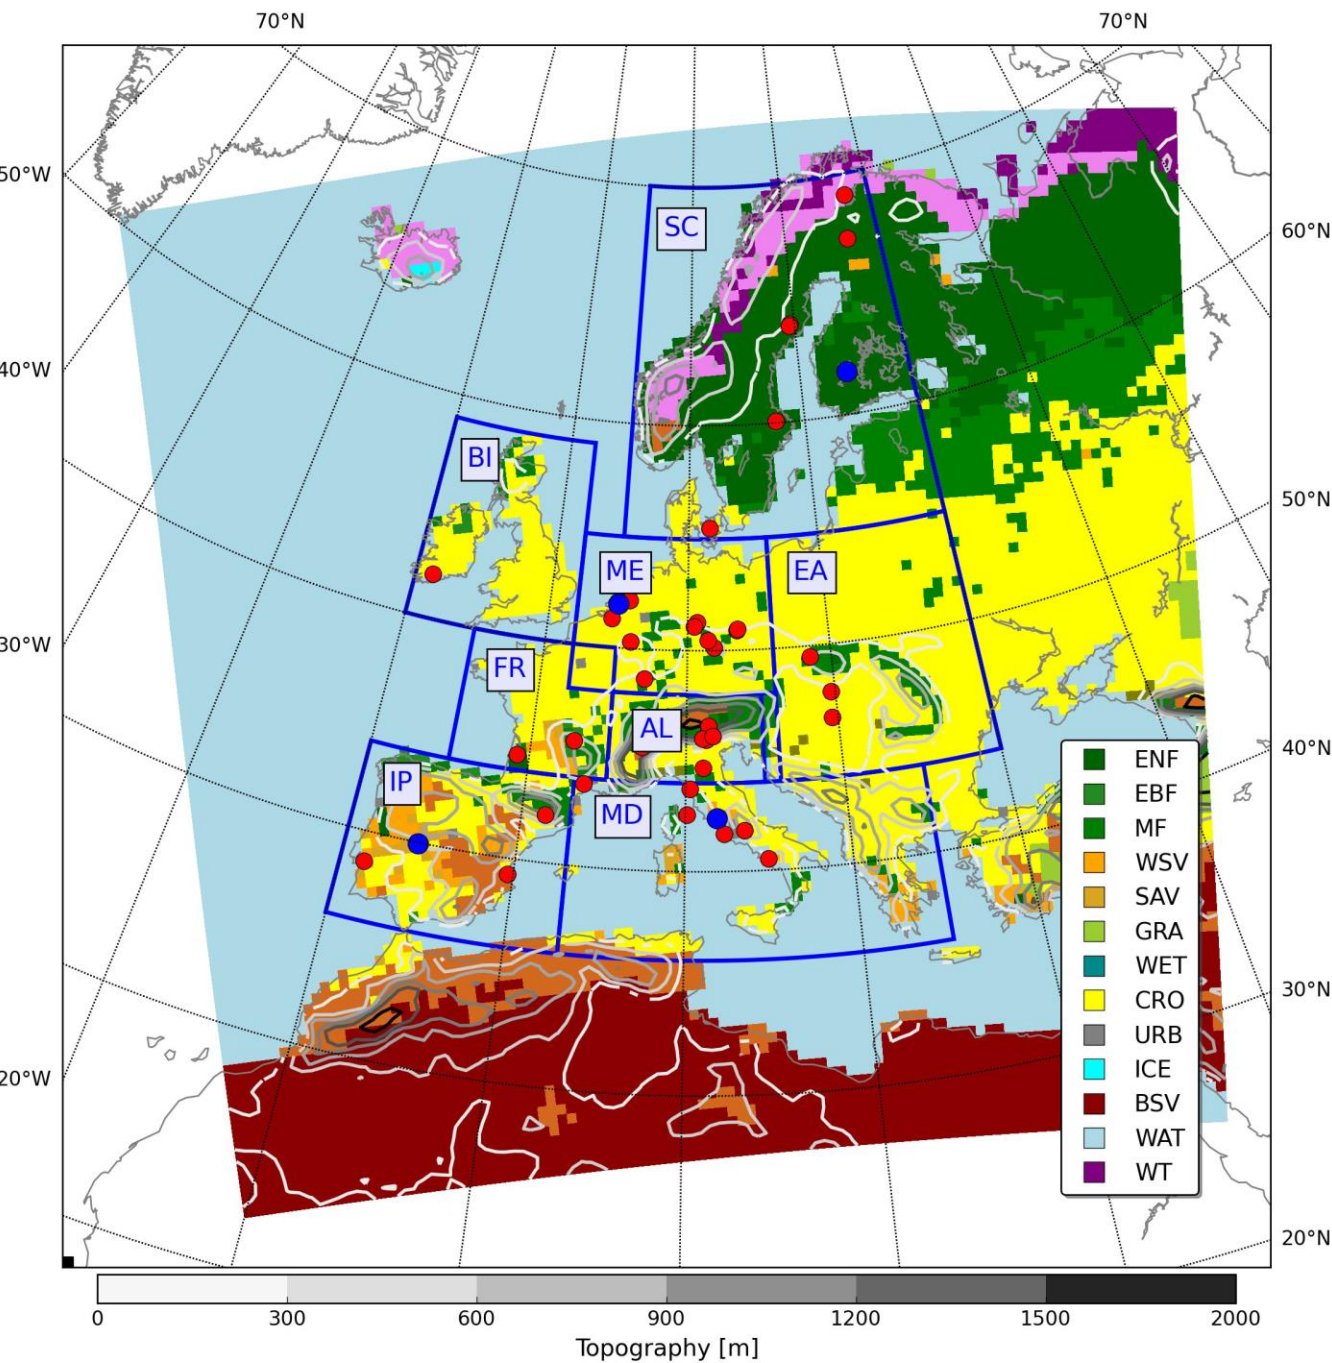 70°N 70°N
50°W
60°N
SC
40°W
BI
50°N
ME EA
30°W
FR
AL
40°N
IP
MD
ENF
EBF
MF
WSV
SAV
GRA
WET
30°N
CRO
URB
ICE
20°W
BSV
WAT
WT
20°N
0 300 600 900 1200 1500 2000
Topography [m]